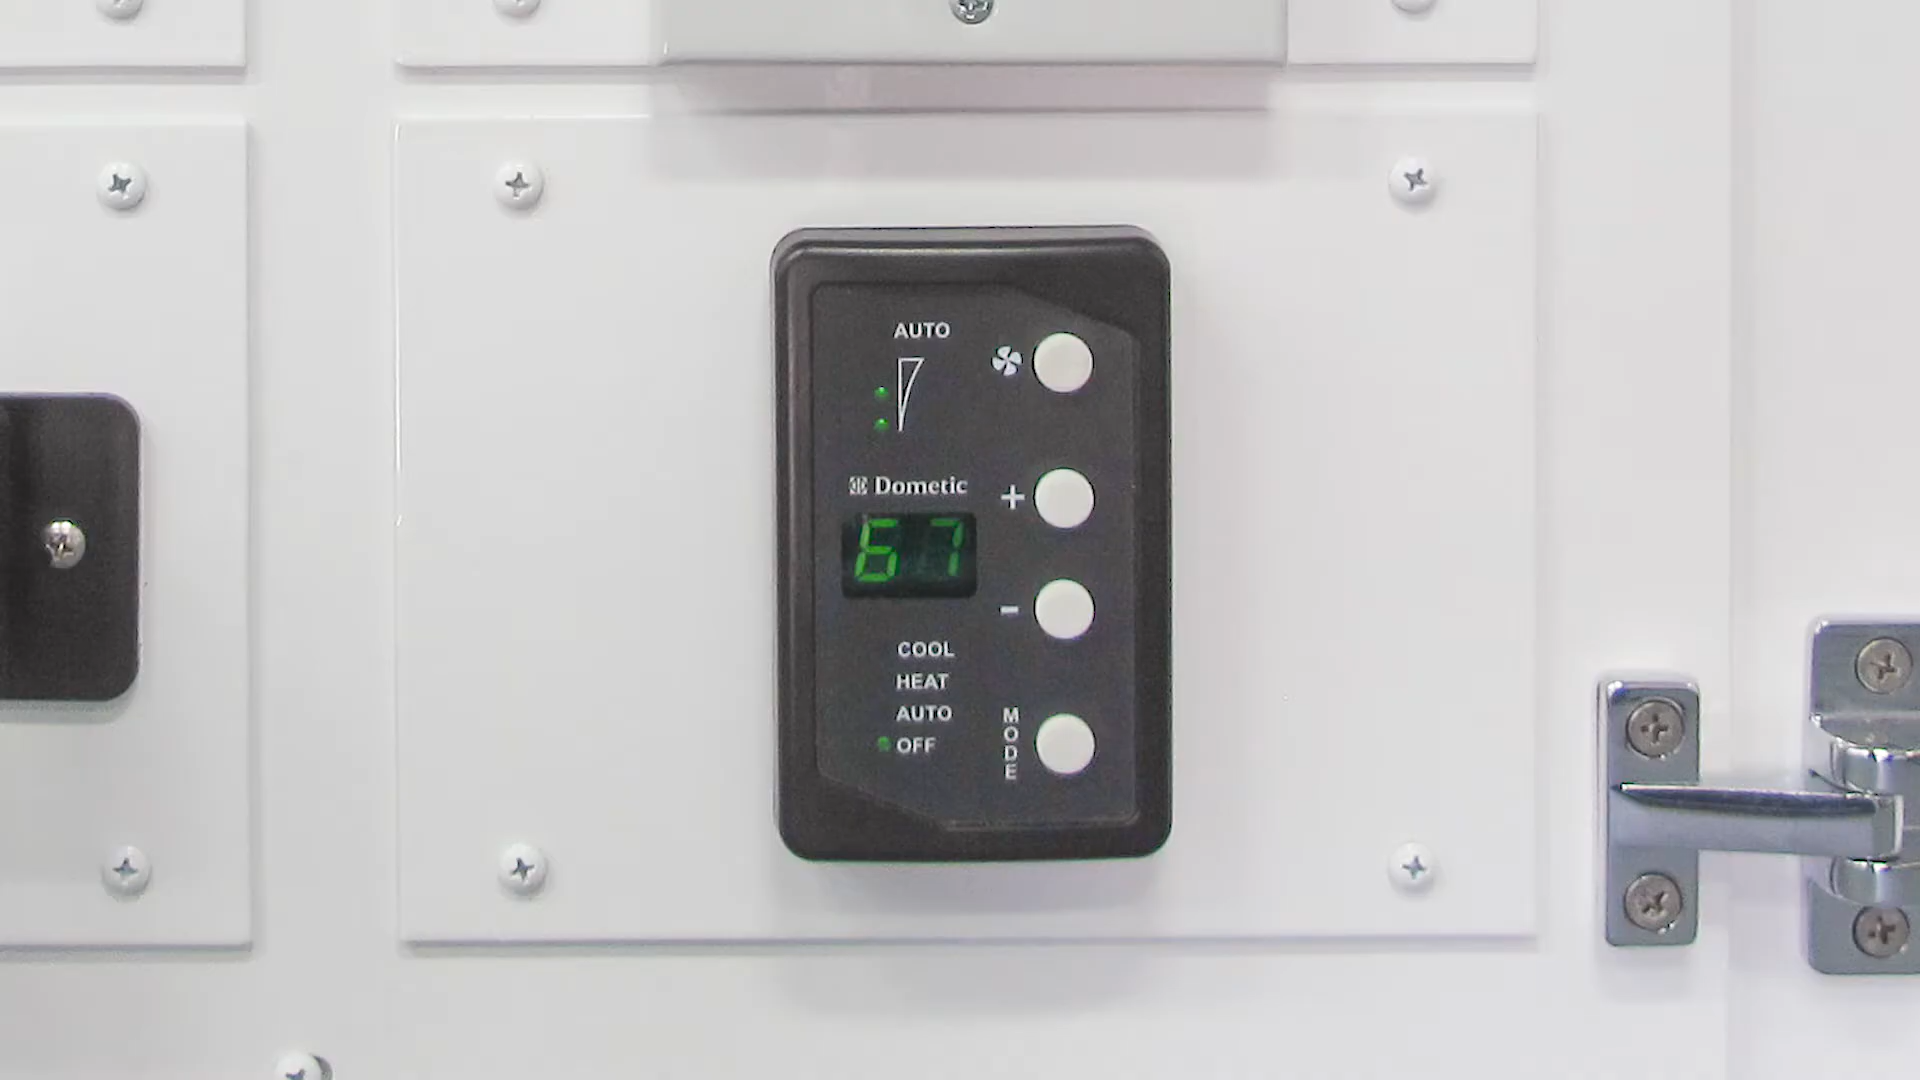 AUTO
Dometic
+
67
-
COOL
HEAT
AUTO
OFF
MODE